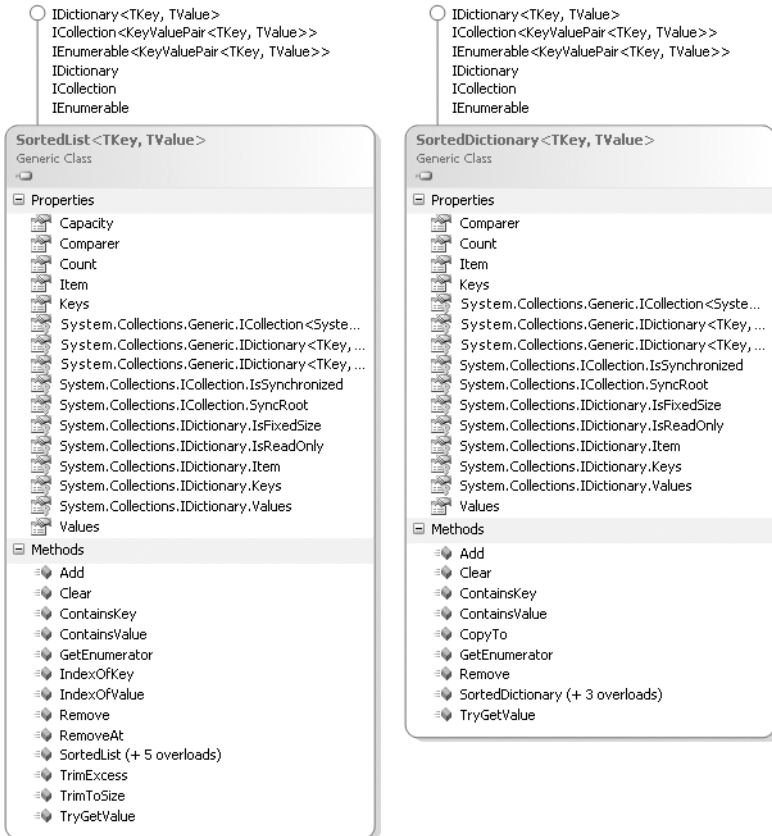 IDictionary<TKey, TValue>
ICollection<KeyValuePair<TKey, TValue>>
IEnumerable<KeyValuePair<TKey, TValue>>
IDictionary
ICollection
IEnumerable
SortedList<TKey, TValue>
Generic Class
Properties
Capacity
Comparer
Count
Item
Keys
System.Collections.Generic.ICollection<Syste...
System.Collections.Generic.IDictionary<TKey, ...
System.Collections.Generic.IDictionary<TKey, ...
System.Collections.ICollection.IsSynchronized
System.Collections.ICollection.SyncRoot
System.Collections.IDictionary.IsFixedSize
System.Collections.IDictionary.IsReadOnly
System.Collections.IDictionary.Item
System.Collections.IDictionary.Keys
System.Collections.IDictionary.Values
Values
Methods
Add
Clear
ContainsKey
ContainsValue
GetEnumerator
IndexOfKey
IndexOfValue
Remove
RemoveAt
SortedList (+ 5 overloads)
TrimExcess
TrimToSize
TryGetValue
IDictionary<TKey, TValue>
ICollection<KeyValuePair<TKey, TValue>>
IEnumerable<KeyValuePair<TKey, TValue>>
IDictionary
ICollection
IEnumerable
SortedDictionary<TKey, TValue>
Generic Class
Properties
Comparer
Count
Item
Keys
System.Collections.Generic.ICollection<Syste...
System.Collections.Generic.IDictionary<TKey, ...
System.Collections.Generic.IDictionary<TKey, ...
System.Collections.ICollection.IsSynchronized
System.Collections.ICollection.SyncRoot
System.Collections.IDictionary.IsFixedSize
System.Collections.IDictionary.IsReadOnly
System.Collections.IDictionary.Item
System.Collections.IDictionary.Keys
System.Collections.IDictionary.Values
Values
Methods
Add
Clear
ContainsKey
ContainsValue
CopyTo
GetEnumerator
Remove
SortedDictionary (+ 3 overloads)
TryGetValue